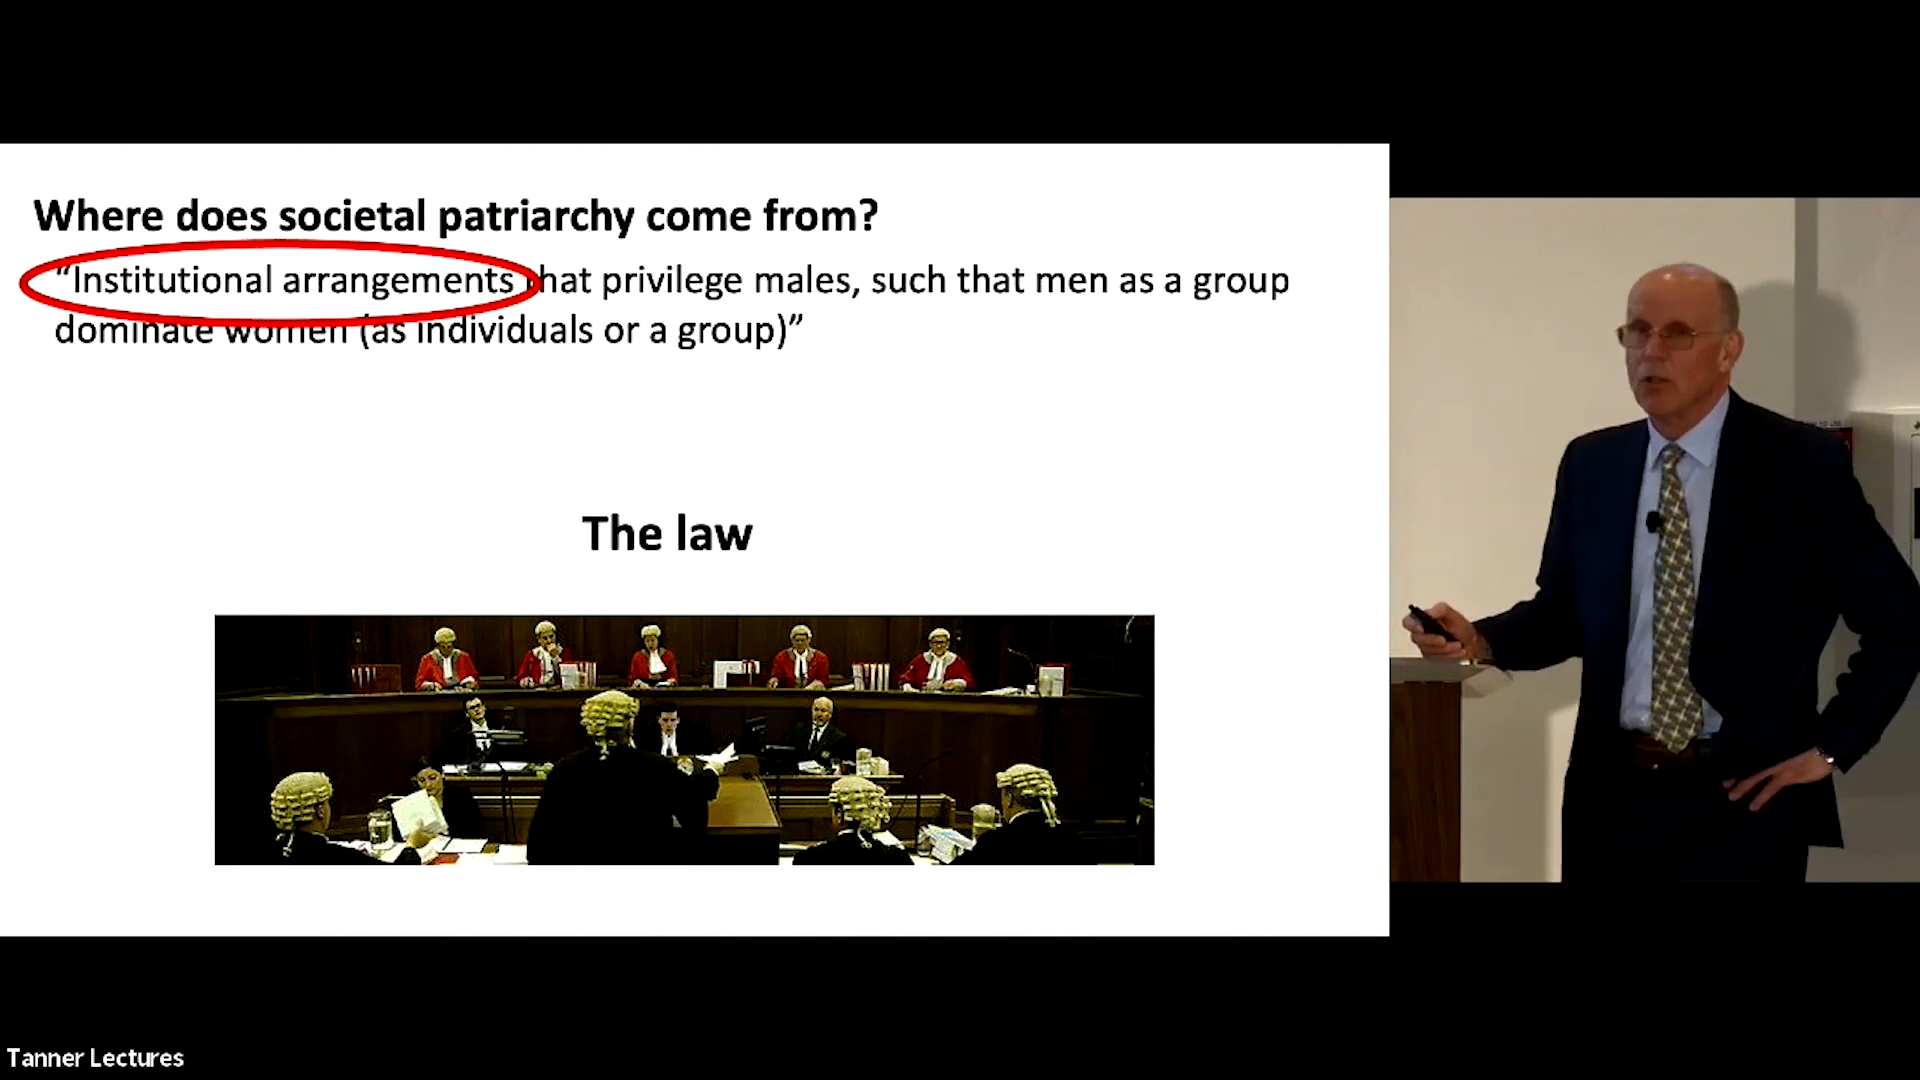 Where does societal patriarchy come from?
“Institutional arrangements that privilege males, such that men as a group
dominate women (as individuals or a group)”
The law
Tanner Lectures